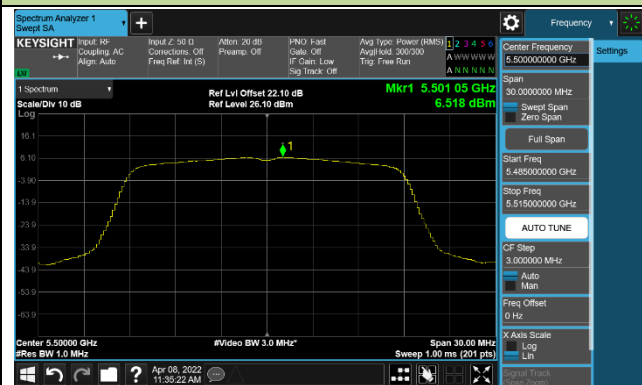 Spectrum Analyzer 1
Swept SA
Frequency
KEYSIGHT
Input: RF
Coupling: AC
Align: Auto
Input Z: 50 Ω
Corrections: Off
Freq Ref: Int (S)
Atten: 20 dB
Preamp: Off
PNO: Fast
Gate: Off
IF Gain: Low
Sig Track: Off
Avg Type: Power (RMS)
Avg|Hold: 300/300
Trig: Free Run
1 2 3 4 5 6
A W W W W W
A N N N N N
LXI
1 Spectrum
Scale/Div 10 dB
Log
Ref Lvl Offset 22.10 dB
Ref Level 26.10 dBm
Mkr1 5.501 05 GHz
6.518 dBm
1
16.1
6.10
-3.90
-13.9
-23.9
-33.9
-43.9
-53.9
-63.9
Center 5.50000 GHz
#Res BW 1.0 MHz
#Video BW 3.0 MHz*
Span 30.00 MHz
Sweep 1.00 ms (201 pts)
Apr 08, 2022
11:35:22 AM
Center Frequency
5.500000000 GHz
Settings
Span
30.0000000 MHz
Swept Span
Zero Span
Full Span
Start Freq
5.485000000 GHz
Stop Freq
5.515000000 GHz
AUTO TUNE
CF Step
3.000000 MHz
Auto
Man
Freq Offset
0 Hz
X Axis Scale
Log
Lin
Signal Track
(Span Zoom)